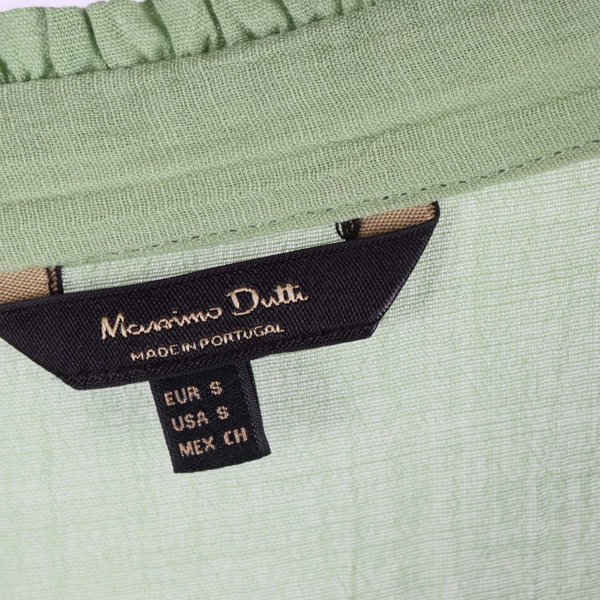 Massimo Dutti
MADE IN PORTUGAL
EUR S
USA S
MEX CH